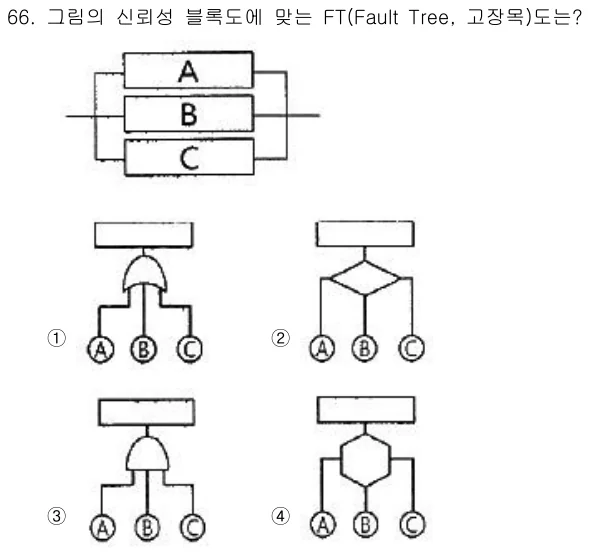 66. 그림의 신뢰성 블록도에 맞는 FT(Fault Tree, 고장목)도는?
A
B
C
① A B C
② A B C
③ A B C
④ A B C